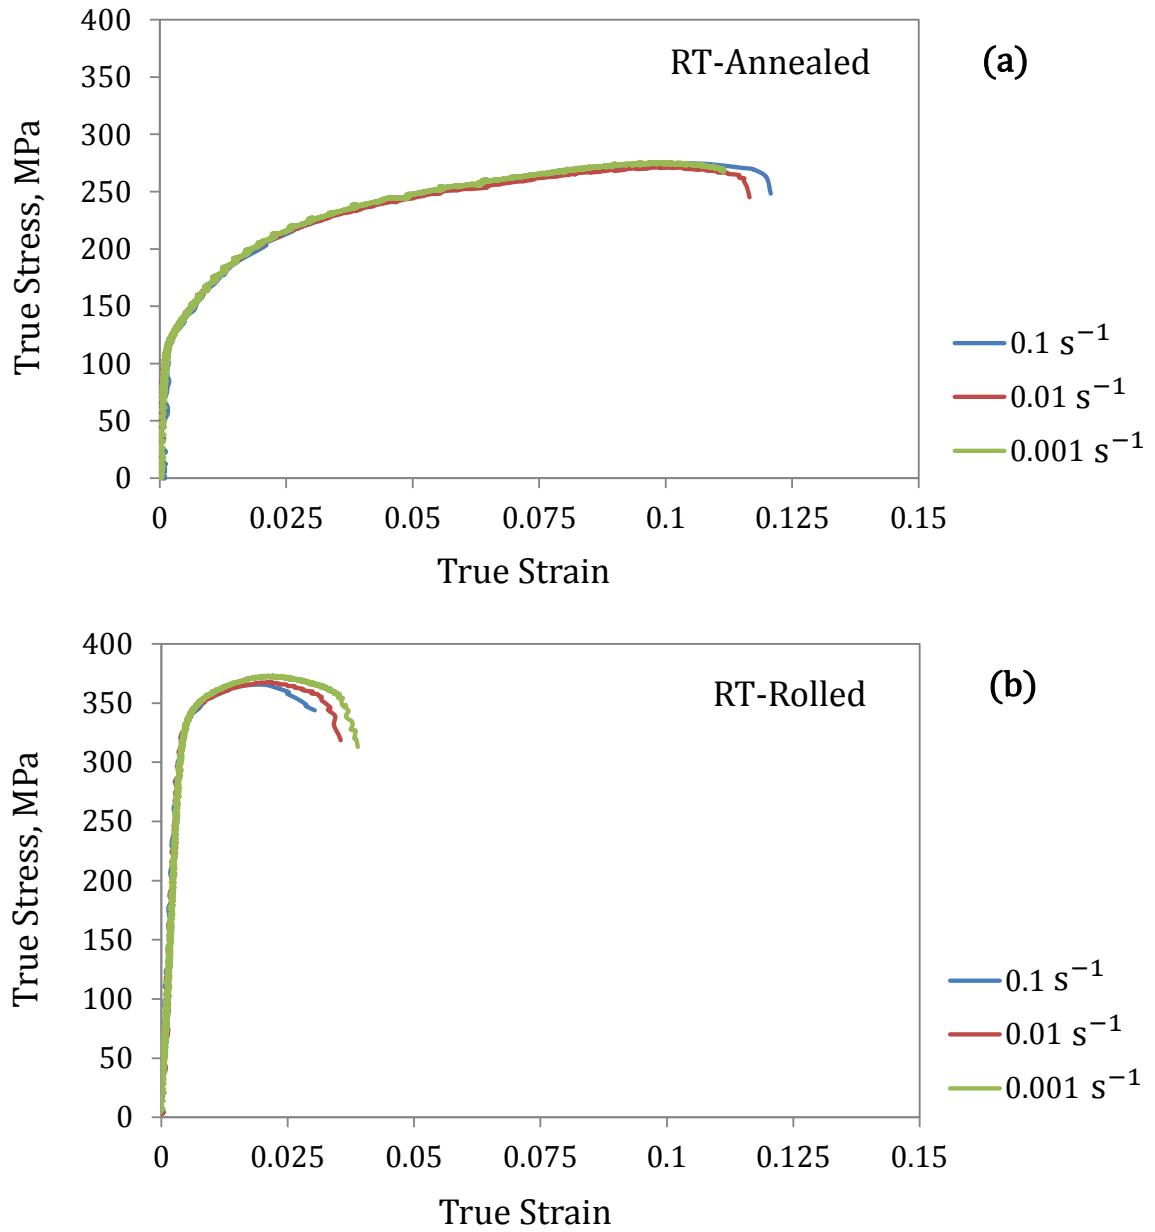 400
350
300
250
200
150
100
50
0
True Stress, MPa
RT-Annealed
(a)
0.1 s⁻¹
0.01 s⁻¹
0.001 s⁻¹
0 0.025 0.05 0.075 0.1 0.125 0.15
True Strain
400
350
300
250
200
150
100
50
0
True Stress, MPa
RT-Rolled
(b)
0.1 s⁻¹
0.01 s⁻¹
0.001 s⁻¹
0 0.025 0.05 0.075 0.1 0.125 0.15
True Strain